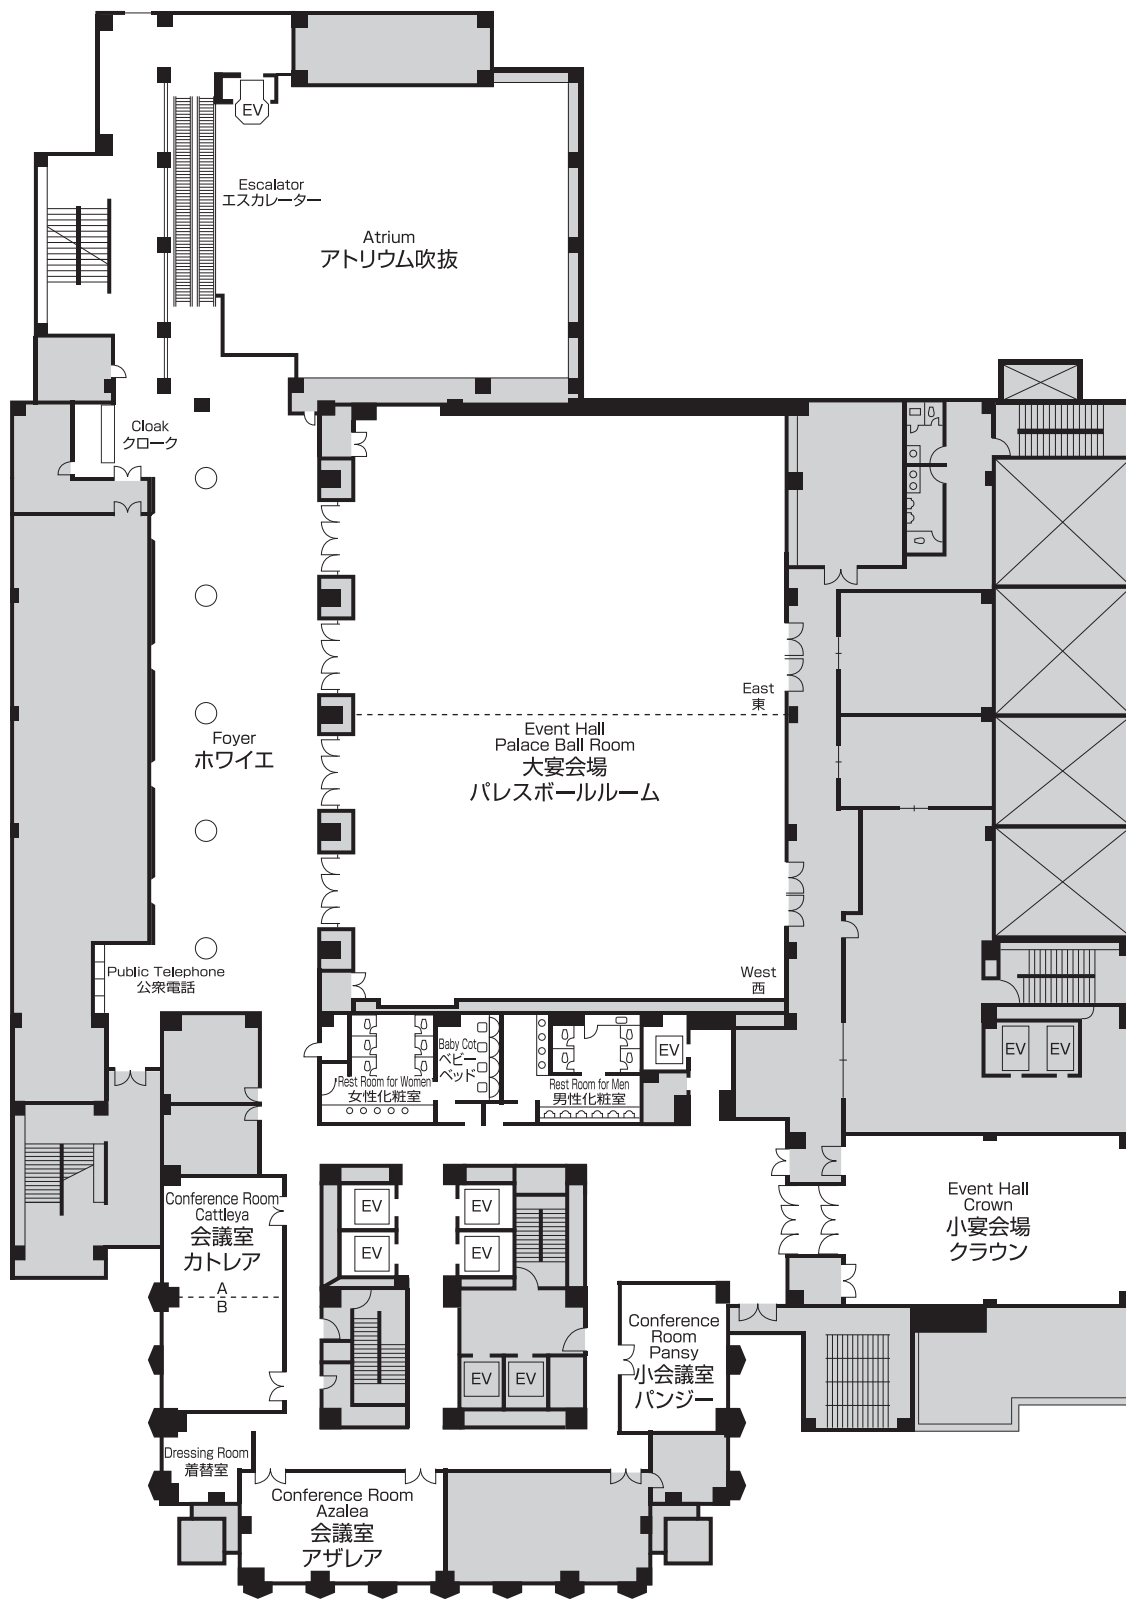 EV
Escalator
エスカレーター
Atrium
アトリウム吹抜
Cloak
クローク
East
東
Foyer
ホワイエ
Event Hall
Palace Ball Room
大宴会場
パレスボールルーム
West
西
Public Telephone
公衆電話
Baby Cot
ベビー
ベッド
EV
EV
EV
Rest Room for Women
女性化粧室
Rest Room for Men
男性化粧室
Conference Room
Cattleya
会議室
カトレア
A
B
EV
EV
EV
EV
Event Hall
Crown
小宴会場
クラウン
Conference
Room
Pansy
小会議室
パンジー
EV
EV
Dressing Room
着替室
Conference Room
Azalea
会議室
アザレア